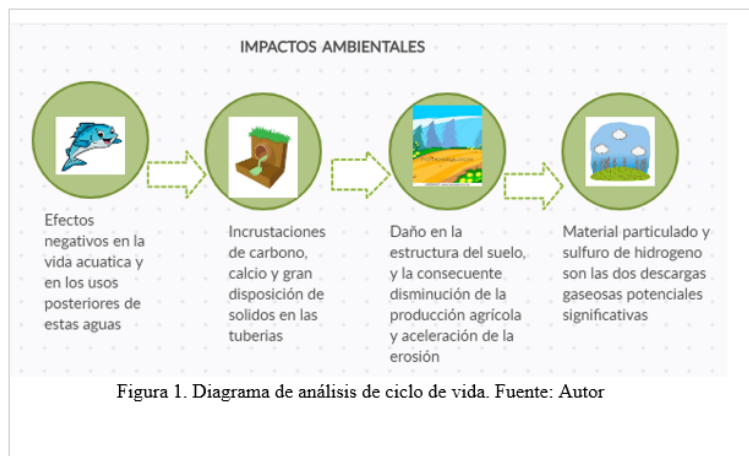 IMPACTOS AMBIENTALES
Efectos
negativos en la
vida acuatica y
en los usos
posteriores de
estas aguas
Incrustaciones
de carbono,
calcio y gran
disposición de
solidos en las
tuberias
Daño en la
estructura del suelo,
y la consecuente
disminución de la
producción agrícola
y aceleración de la
erosión
Material particulado y
sulfuro de hidrogeno
son las dos descargas
gaseosas potenciales
significativas
Figura 1. Diagrama de análisis de ciclo de vida. Fuente: Autor